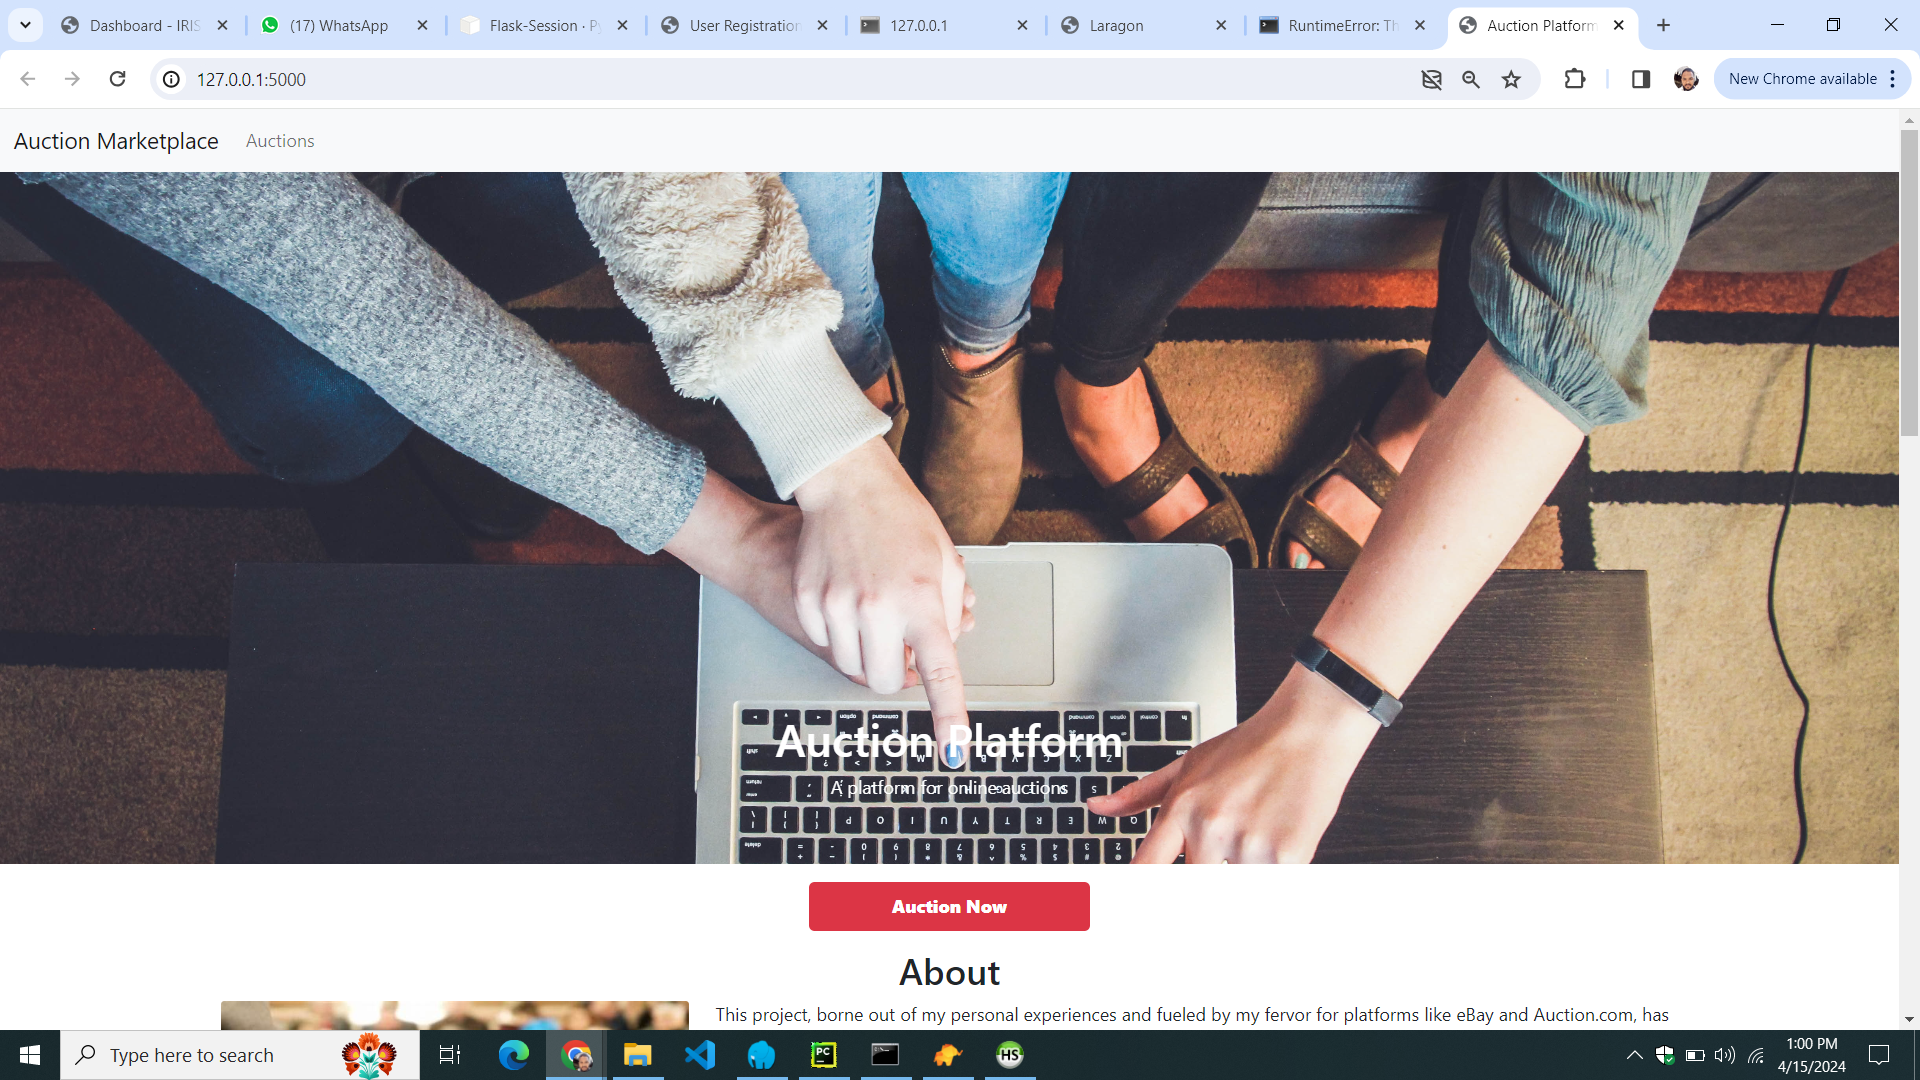 Dashboard - IRIS
(17) WhatsApp
Flask-Session · Py
User Registration
127.0.0.1
Laragon
RuntimeError: Th
Auction Platform
127.0.0.1:5000
New Chrome available
Auction Marketplace
Auctions
Auction Platform
A platform for online auctions
Auction Now
About
This project, borne out of my personal experiences and fueled by my fervor for platforms like eBay and Auction.com, has
Type here to search
PC
HS
1:00 PM
4/15/2024